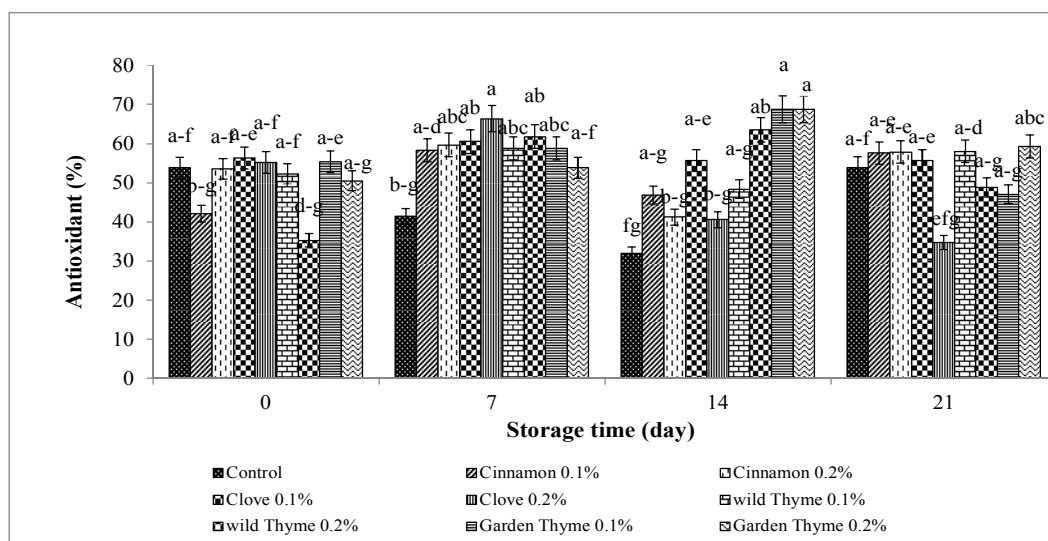 80
70
60
50
40
30
20
10
0
Antioxidant (%)
a-f
b-g
a-f
a-e
a-f
a-f
d-g
a-e
a-g
b-g
a-d
abc
ab
a
abc
ab
abc
a-f
fg
a-g
b-g
a-e
b-g
a-g
ab
a
a
a-f
a-e
a-e
a-e
efg
a-d
a-g
a-g
abc
0 7 14 21
Storage time (day)
Control Cinnamon 0.1% Cinnamon 0.2%
Clove 0.1% Clove 0.2% wild Thyme 0.1%
wild Thyme 0.2% Garden Thyme 0.1% Garden Thyme 0.2%